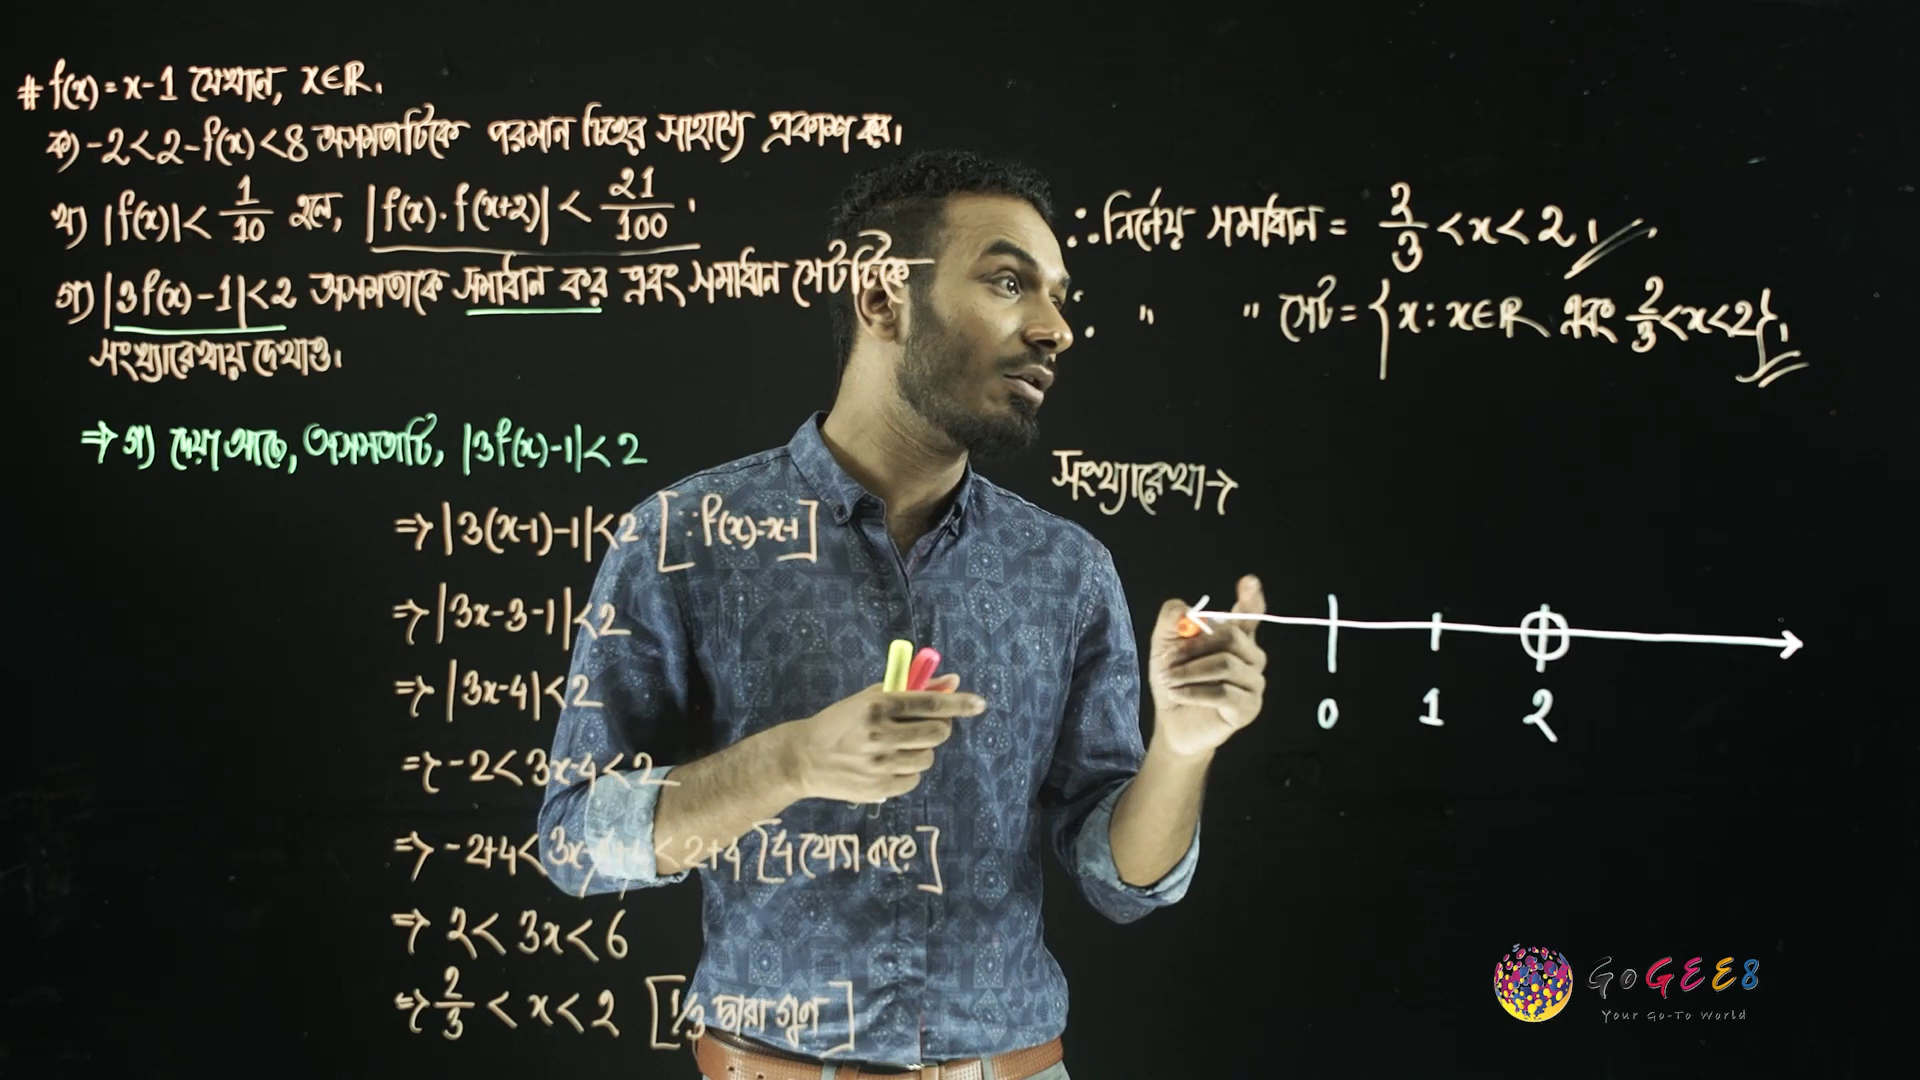 # f(x) = x-1 যেখানে, x∈ℝ.
ক) -2<2-f(x)<8 অসমতাটিকে পরমমান চিহ্নের সাহায্যে প্রকাশ কর।
খ) |f(x)| < 1/10 হলে, |f(x).f(x+2)| < 21/100 .
গ) |3f(x)-1|<2 অসমতাকে সমাধান কর এবং সমাধান সেটটিকে
সংখ্যারেখায় দেখাও।
⇒ গ) দেয়া আছে, অসমতাটি, |3f(x)-1|< 2
⇒ |3(x-1)-1|<2 [∵f(x)=x-1]
⇒ |3x-3-1|<2
⇒ |3x-4|<2
⇒ -2<3x-4<2
⇒ -2+4<3x-4+4<2+4 [4 যোগ করে]
⇒ 2< 3x<6
⇒ 2/3 < x < 2 [1/3 দ্বারা গুণ]
∴ নির্ণেয় সমাধান = 2/3 <x< 2।
∴ " " সেট = {x : x∈ℝ এবং 2/3<x<2}।
সংখ্যারেখা→
0 1 2
GOGEE8
Your Go-To World